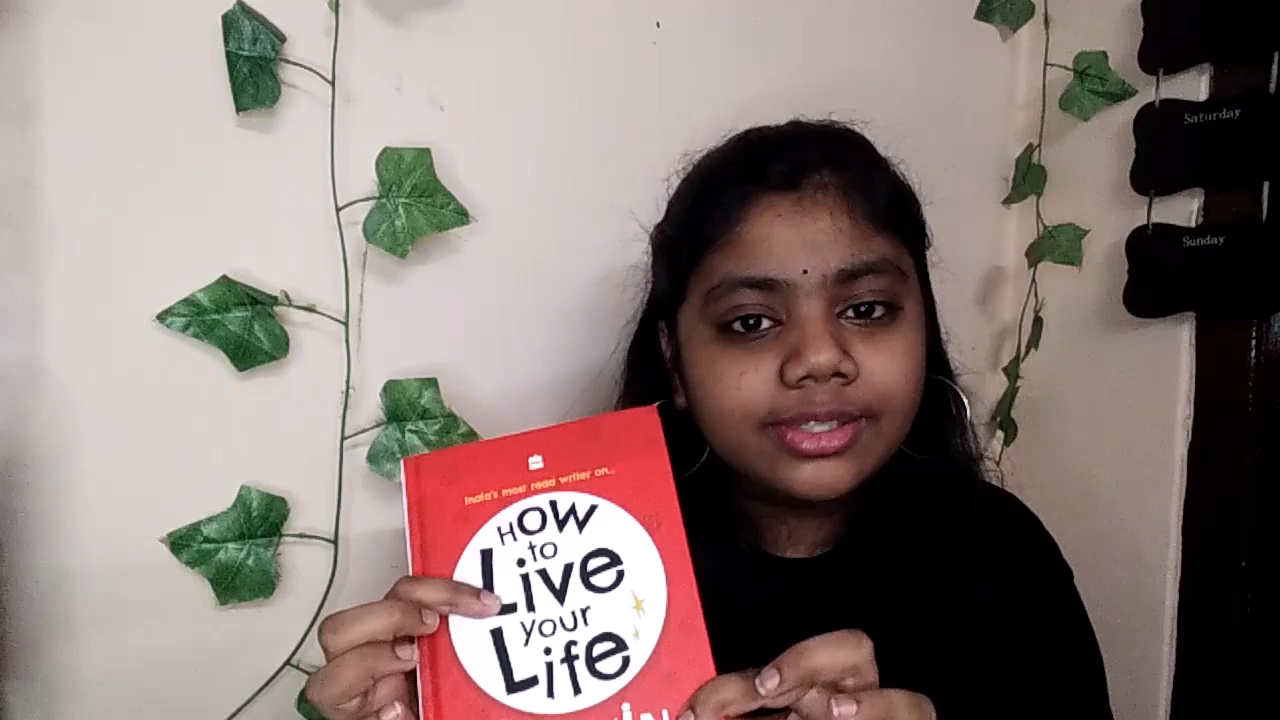 Saturday
Sunday
India's most read writer on...
How
to
Live
your
Life